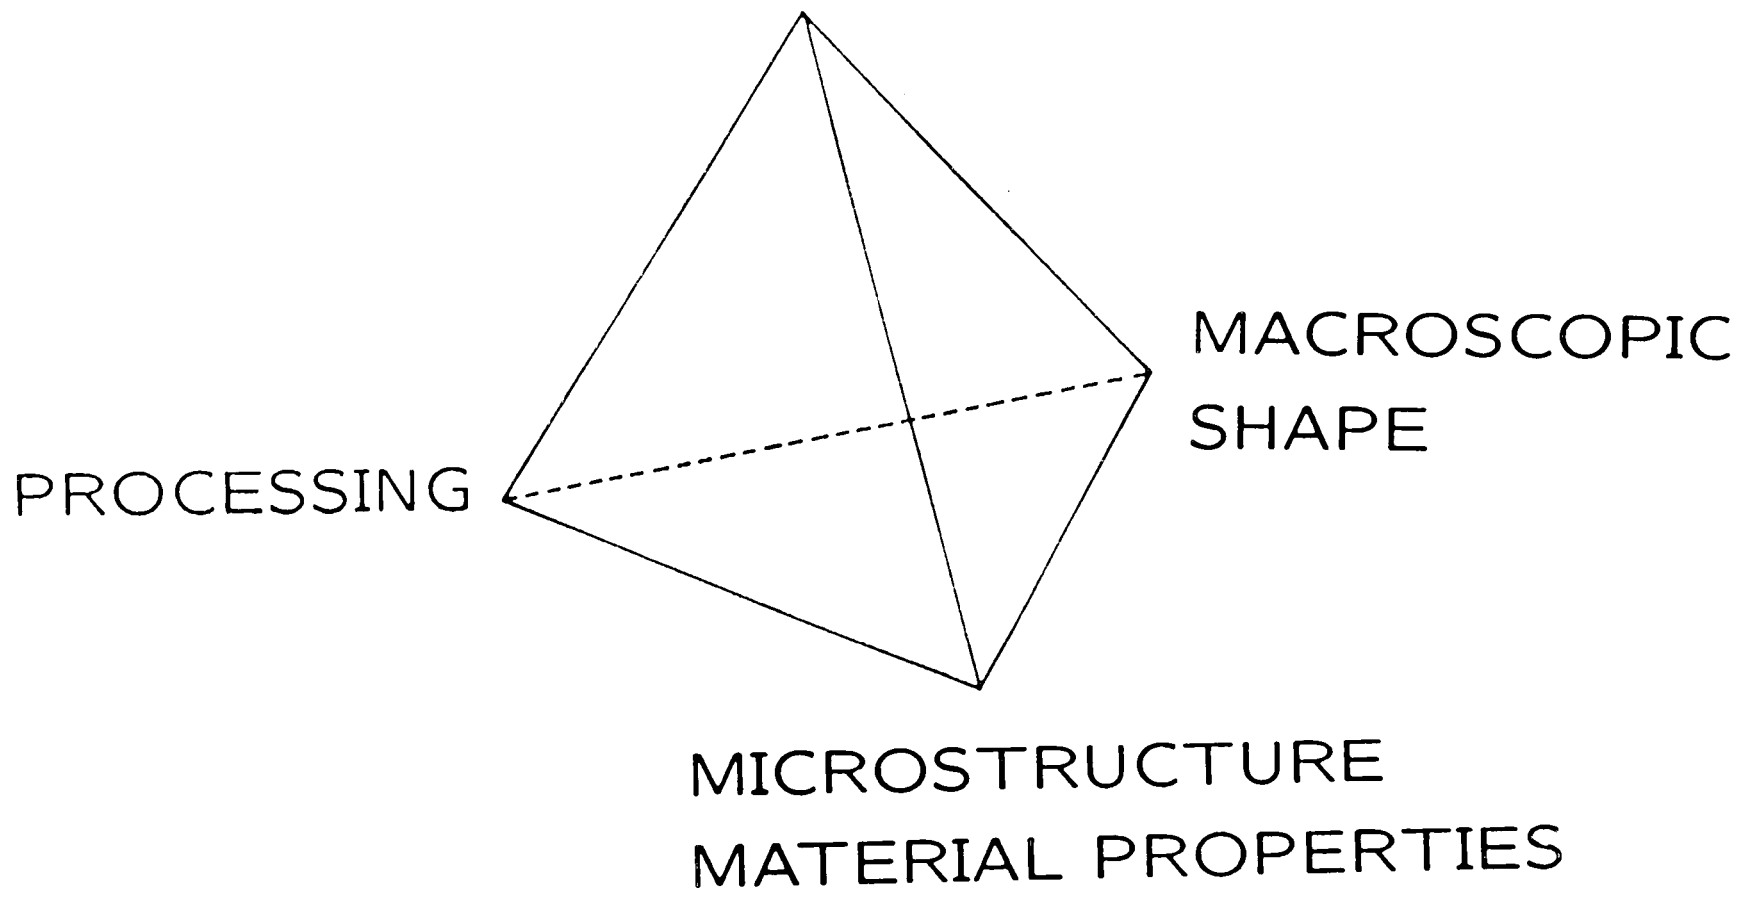 MACROSCOPIC
SHAPE
PROCESSING
MICROSTRUCTURE
MATERIAL PROPERTIES